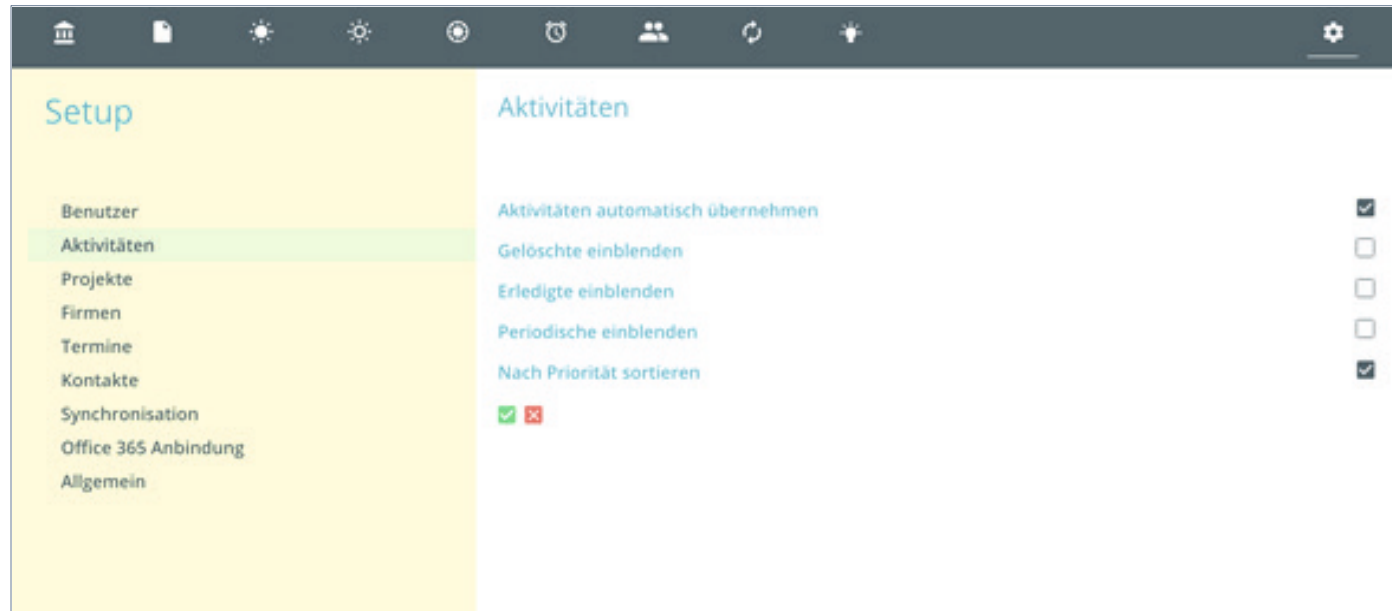 Setup
Benutzer
Aktivitäten
Projekte
Firmen
Termine
Kontakte
Synchronisation
Office 365 Anbindung
Allgemein
Aktivitäten
Aktivitäten automatisch übernehmen
Gelöschte einblenden
Erledigte einblenden
Periodische einblenden
Nach Priorität sortieren